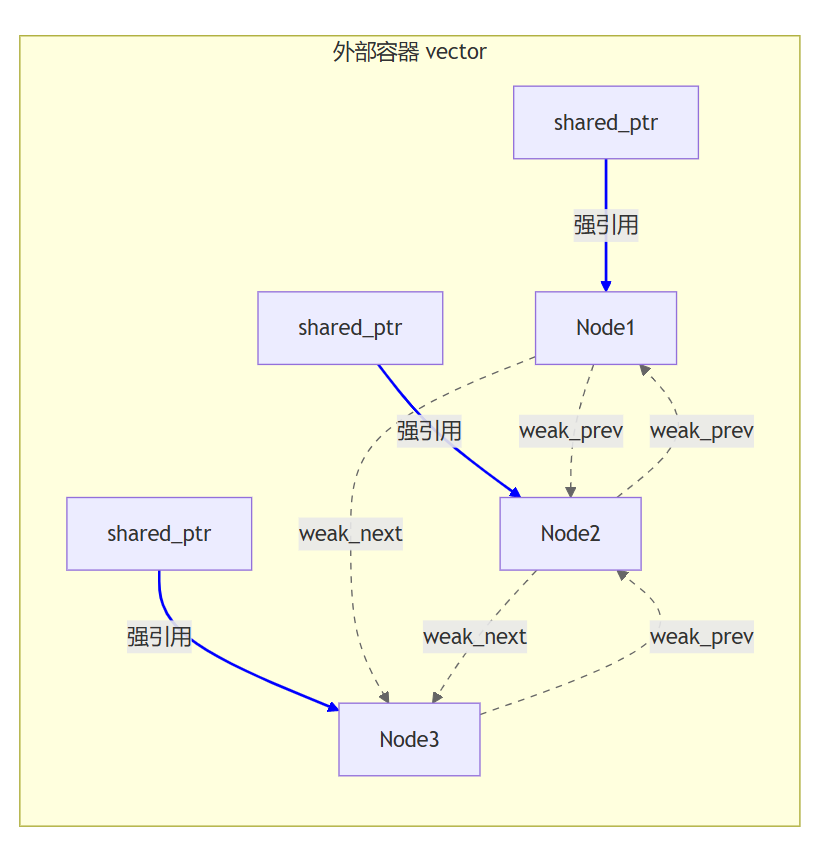 外部容器 vector
shared_ptr
强引用
shared_ptr
Node1
强引用
weak_prev
weak_prev
shared_ptr
weak_next
Node2
强引用
weak_next
weak_prev
Node3